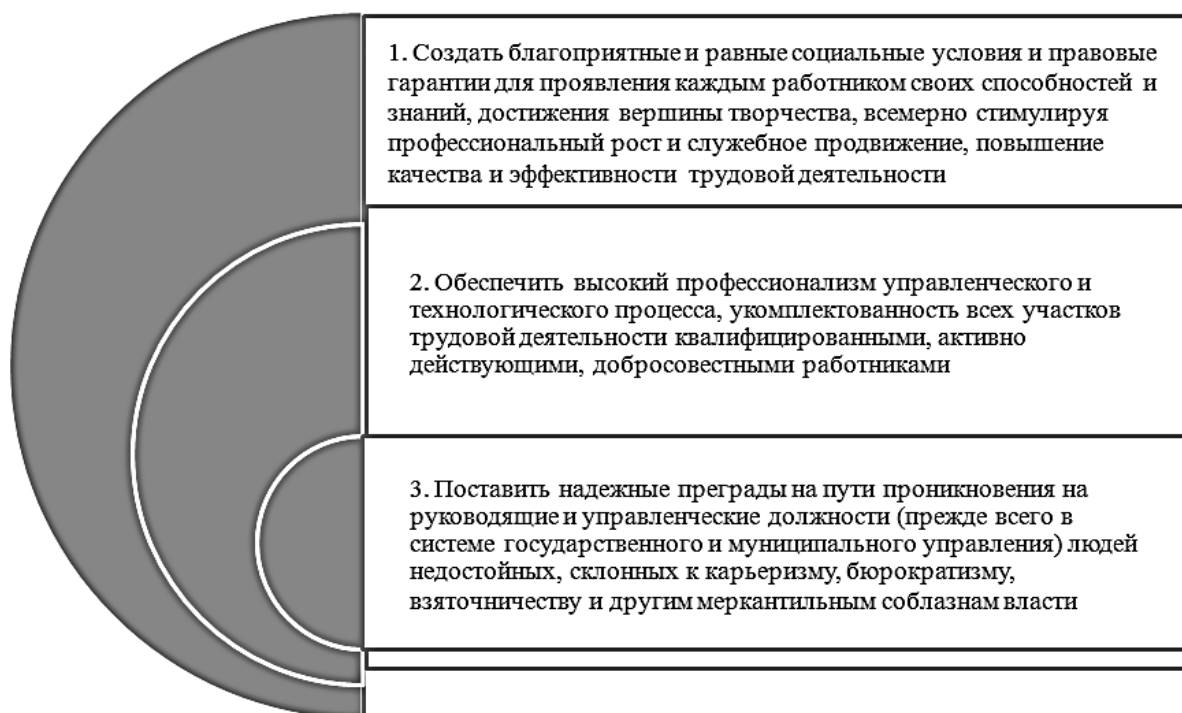 1. Создать благоприятные и равные социальные условия и правовые
гарантии для проявления каждым работником своих способностей и
знаний, достижения вершины творчества, всемерно стимулируя
профессиональный рост и служебное продвижение, повышение
качества и эффективности трудовой деятельности
2. Обеспечить высокий профессионализм управленческого и
технологического процесса, укомплектованность всех участков
трудовой деятельности квалифицированными, активно
действующими, добросовестными работниками
3. Поставить надежные преграды на пути проникновения на
руководящие и управленческие должности (прежде всего в
системе государственного и муниципального управления) людей
недостойных, склонных к карьеризму, бюрократизму,
взяточничеству и другим меркантильным соблазнам власти